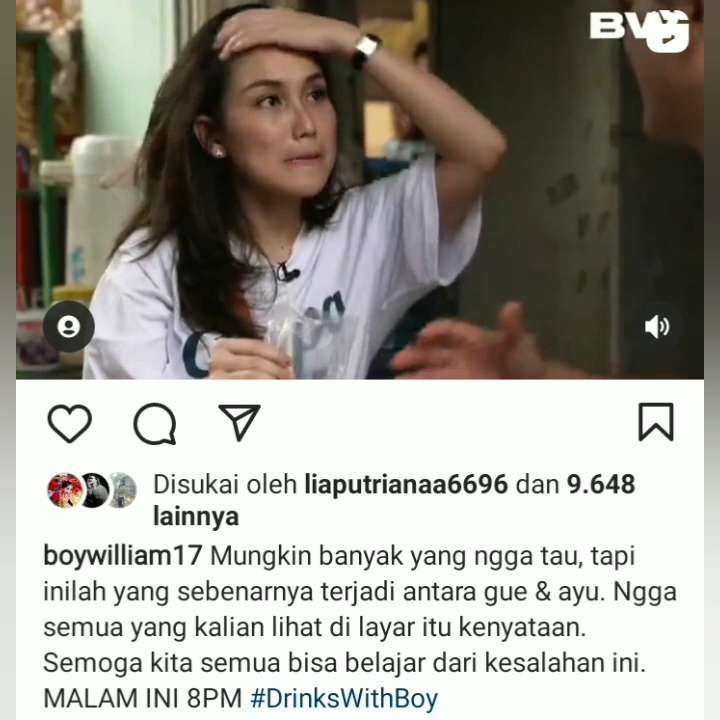 Disukai oleh liaputrianaa6696 dan 9.648
lainnya
boywilliam17 Mungkin banyak yang ngga tau, tapi
inilah yang sebenarnya terjadi antara gue & ayu. Ngga
semua yang kalian lihat di layar itu kenyataan.
Semoga kita semua bisa belajar dari kesalahan ini.
MALAM INI 8PM #DrinksWithBoy